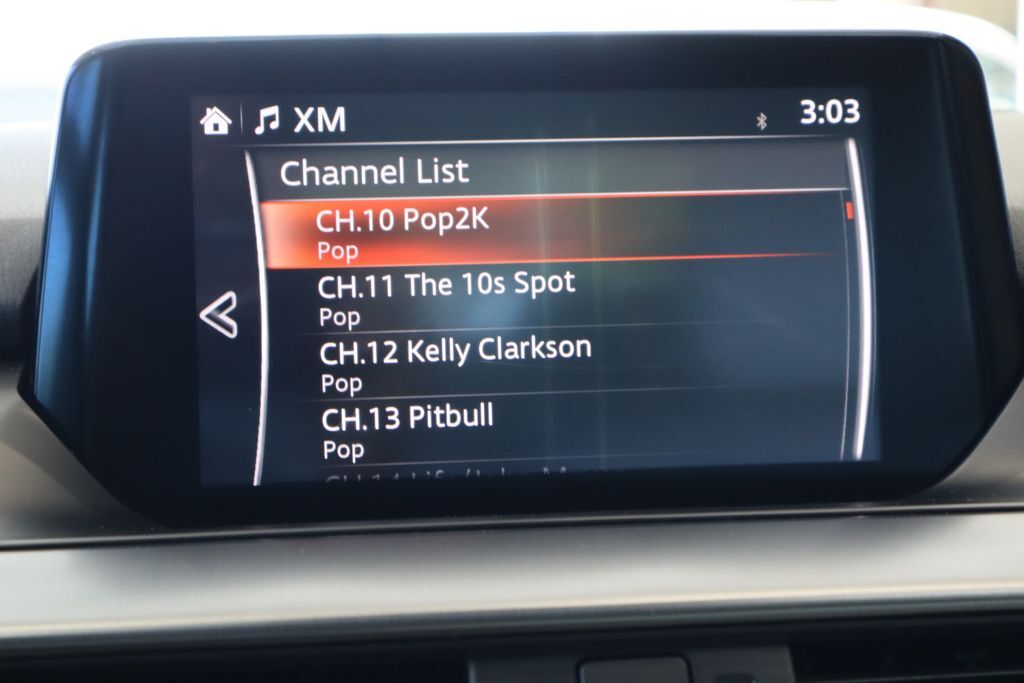 XM
3:03
Channel List
CH.10 Pop2K
Pop
CH.11 The 10s Spot
Pop
CH.12 Kelly Clarkson
Pop
CH.13 Pitbull
Pop